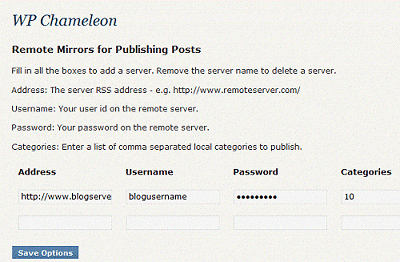 WP Chameleon
Remote Mirrors for Publishing Posts
Fill in all the boxes to add a server. Remove the server name to delete a server.
Address: The server RSS address - e.g. http://www.remoteserver.com/
Username: Your user id on the remote server.
Password: Your password on the remote server.
Categories: Enter a list of comma separated local categories to publish.
Address Username Password Categories
http://www.blogserve blogusername ●●●●●●●●● 10
Save Options